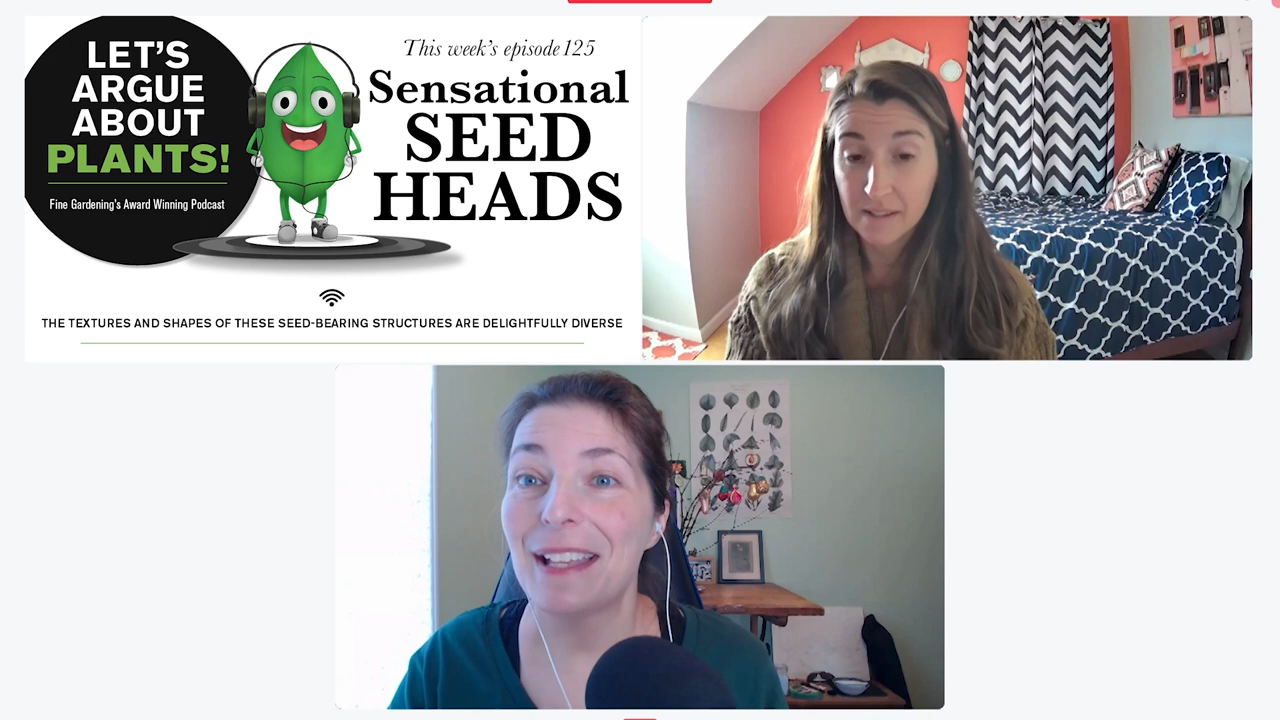 LET'S
ARGUE
ABOUT
PLANTS!
Fine Gardening's Award Winning Podcast
This week's episode 125
Sensational
SEED
HEADS
THE TEXTURES AND SHAPES OF THESE SEED-BEARING STRUCTURES ARE DELIGHTFULLY DIVERSE